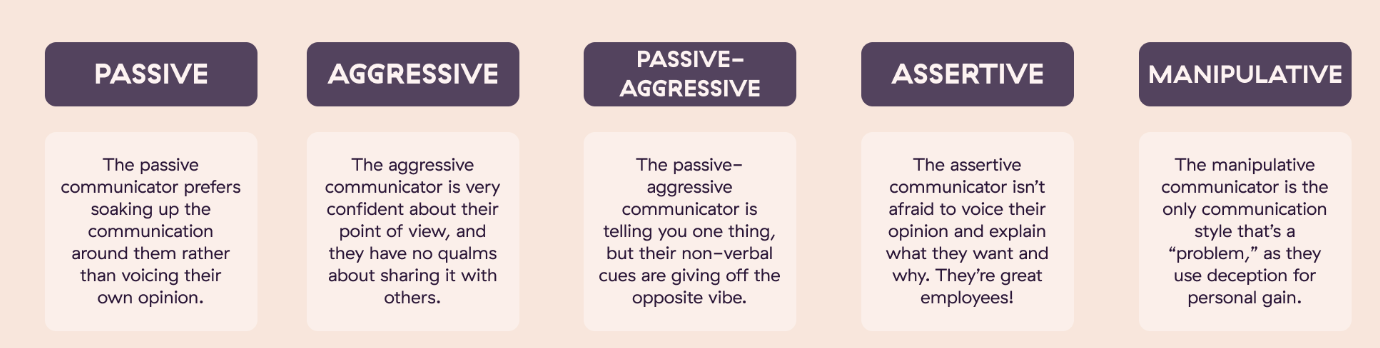 PASSIVE
The passive
communicator prefers
soaking up the
communication
around them rather
than voicing their
own opinion.
AGGRESSIVE
The aggressive
communicator is very
confident about their
point of view, and
they have no qualms
about sharing it with
others.
PASSIVE-
AGGRESSIVE
The passive-
aggressive
communicator is
telling you one thing,
but their non-verbal
cues are giving off the
opposite vibe.
ASSERTIVE
The assertive
communicator isn't
afraid to voice their
opinion and explain
what they want and
why. They're great
employees!
MANIPULATIVE
The manipulative
communicator is the
only communication
style that's a
“problem,” as they
use deception for
personal gain.